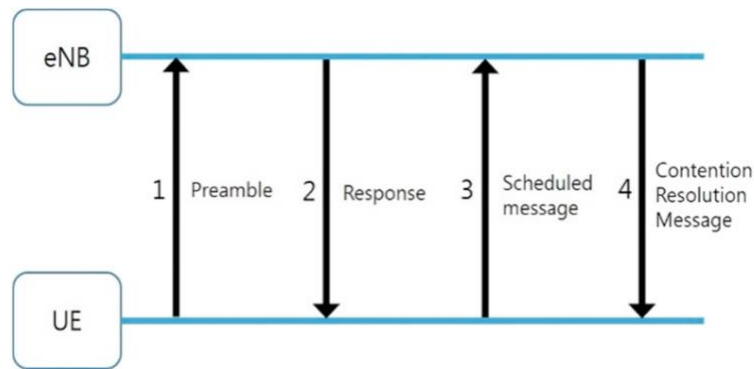 eNB
1
Preamble
2
Response
3
Scheduled
message
4
Contention
Resolution
Message
UE